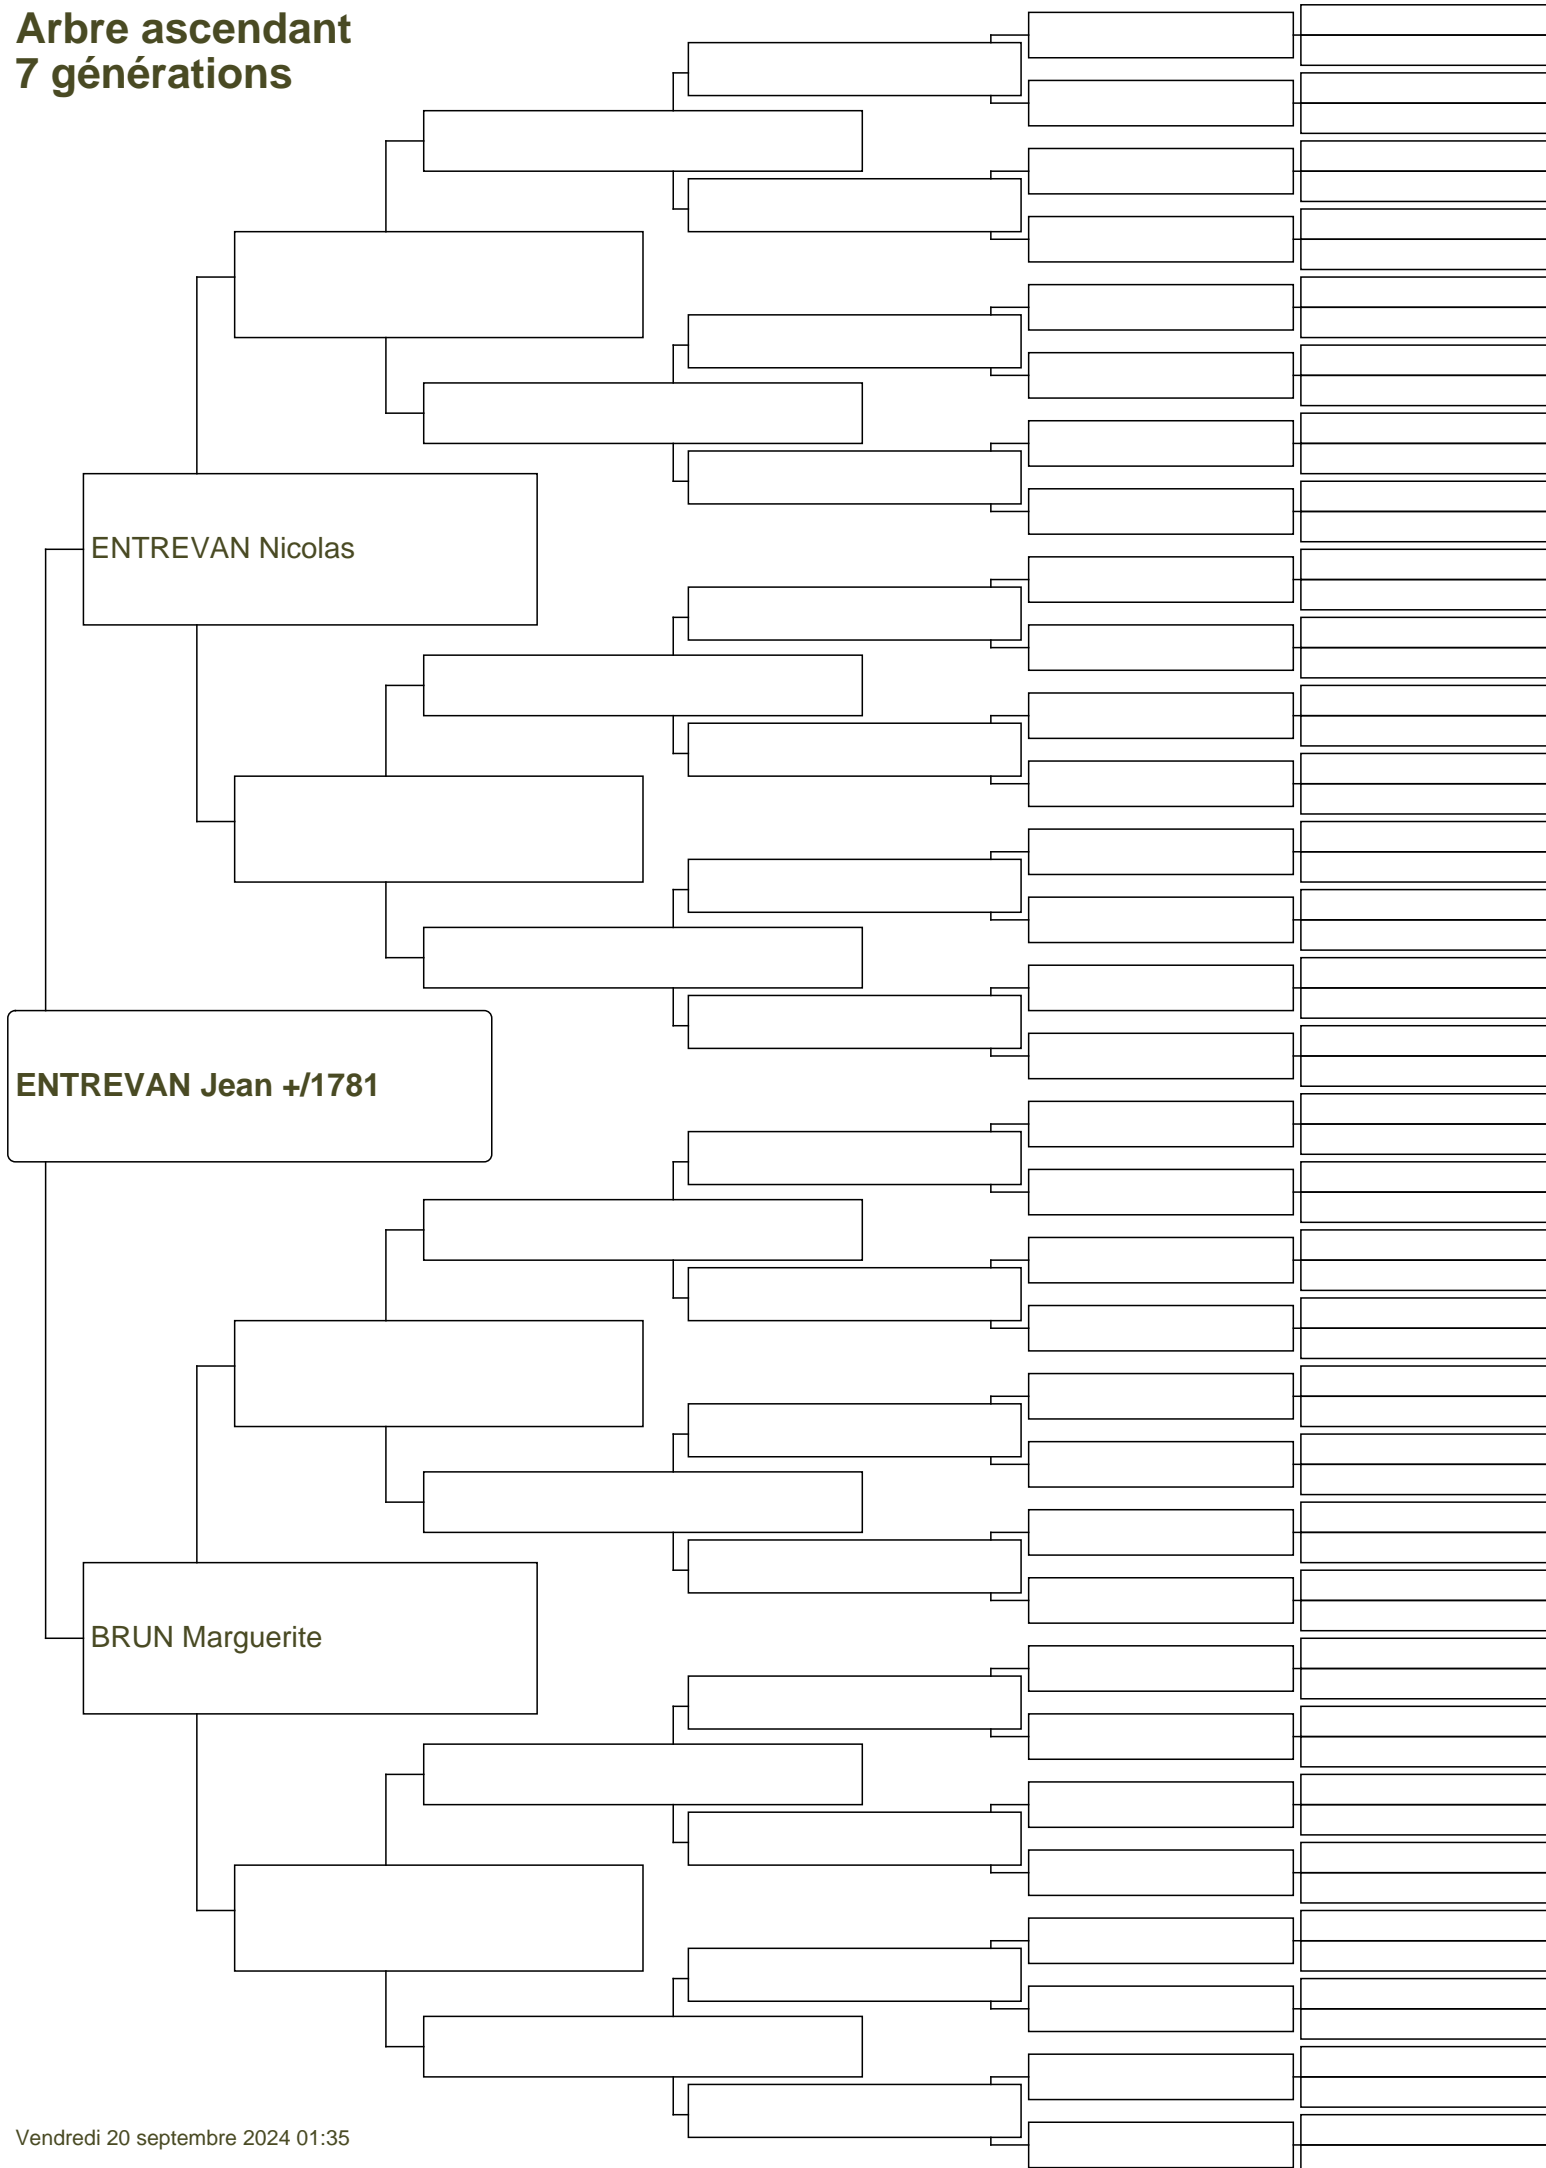 Arbre ascendant
7 générations
ENTREVAN Nicolas
ENTREVAN Jean +/1781
BRUN Marguerite
Vendredi 20 septembre 2024 01:35